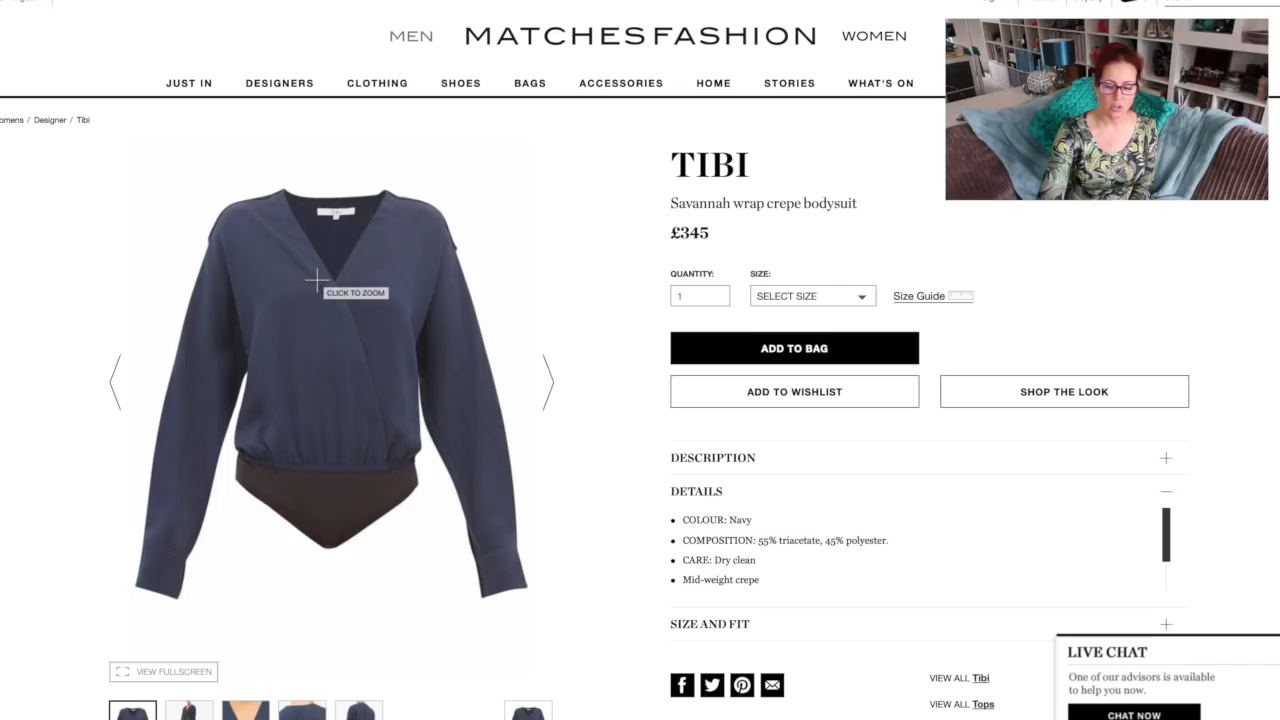 MEN
MATCHESFASHION
WOMEN
JUST IN
DESIGNERS
CLOTHING
SHOES
BAGS
ACCESSORIES
HOME
STORIES
WHAT'S ON
omens / Designer / Tibi
TIBI
Savannah wrap crepe bodysuit
£345
QUANTITY:
SIZE:
1
SELECT SIZE
Size Guide
CLICK TO ZOOM
ADD TO BAG
ADD TO WISHLIST
SHOP THE LOOK
DESCRIPTION
DETAILS
COLOUR: Navy
COMPOSITION: 55% triacetate, 45% polyester.
CARE: Dry clean
Mid-weight crepe
SIZE AND FIT
LIVE CHAT
One of our advisors is available
to help you now.
CHAT NOW
VIEW FULLSCREEN
VIEW ALL Tibi
VIEW ALL Tops